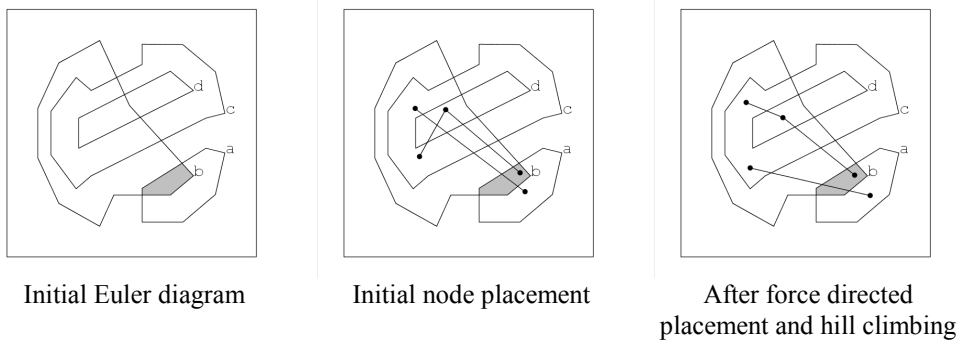 d
c
a
b
d
c
a
b
d
c
a
b
Initial Euler diagram
Initial node placement
After force directed
placement and hill climbing